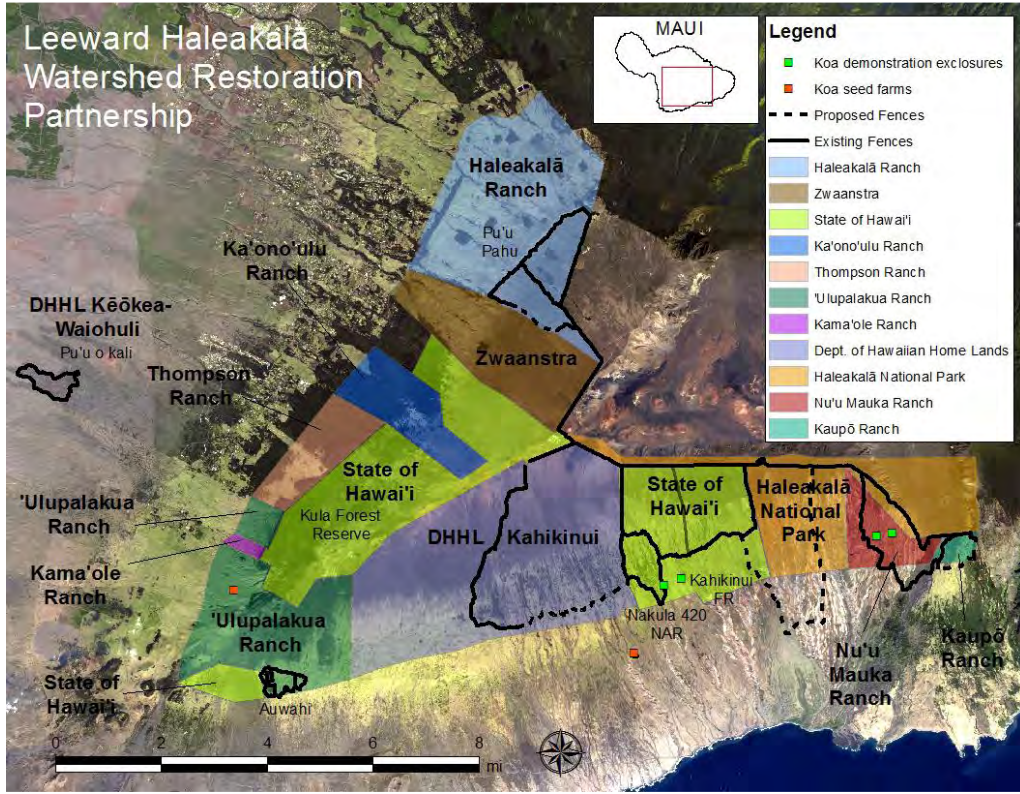 Leeward Haleakalā
Watershed Restoration
Partnership
MAUI
Legend
Koa demonstration exclosures
Koa seed farms
Proposed Fences
Existing Fences
Haleakalā Ranch
Zwaanstra
State of Hawai'i
Ka'ono'ulu Ranch
Thompson Ranch
'Ulupalakua Ranch
Kama'ole Ranch
Dept. of Hawaiian Home Lands
Haleakalā National Park
Nu'u Mauka Ranch
Kaupō Ranch
Haleakalā
Ranch
Pu'u
Pahu
Ka'ono'ulu
Ranch
DHHL Kēōkea-
Waiohuli
Pu'u o kali
Thompson
Ranch
Zwaanstra
State of
Hawai'i
Kula Forest
Reserve
'Ulupalakua
Ranch
Kama'ole
Ranch
DHHL
Kahikinui
State of
Hawai'i
Haleakalā
National
Park
Kahikinui
FR
Nakula 420
NAR
'Ulupalakua
Ranch
State of
Hawai'i
Auwahi
Nu'u
Mauka
Ranch
Kaupō
Ranch
0 2 4 6 8
mi